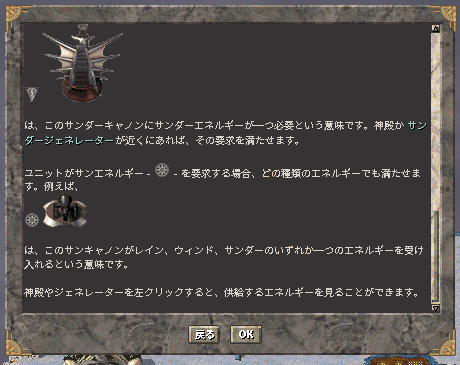 は、このサンダーキャノンにサンダーエネルギーが一つ必要という意味です。神殿か サン
ダージェネレーター が近くにあれば、その要求を満たせます。
ユニットがサンエネルギー - - を要求する場合、どの種類のエネルギーでも満たせま
す。例えば、
は、このサンキャノンがレイン、ウィンド、サンダーのいずれか一つのエネルギーを受け
入れるという意味です。
神殿やジェネレーターを左クリックすると、供給するエネルギーを見ることができます。
戻る OK